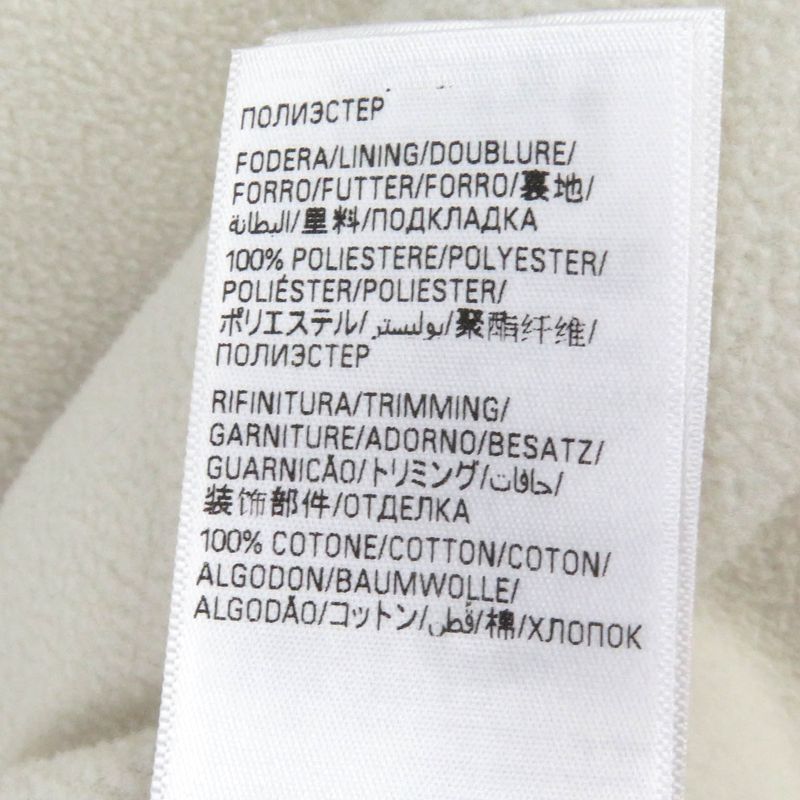 ПОЛИЭСТЕР
FODERA/LINING/DOUBLURE/
FORRO/FUTTER/FORRO/裏地/
البطانة/里料/ПОДКЛАДКА
100% POLIESTERE/POLYESTER/
POLIÉSTER/POLIESTER/
ポリエステル/بوليستر/聚酯纤维/
ПОЛИЭСТЕР
RIFINITURA/TRIMMING/
GARNITURE/ADORNO/BESATZ/
GUARNICÃO/トリミング/حافات/
装饰部件/ОТДЕЛКА
100% COTONE/COTTON/COTON/
ALGODON/BAUMWOLLE/
ALGODÃO/コットン/قطن/棉/ХЛОПОК